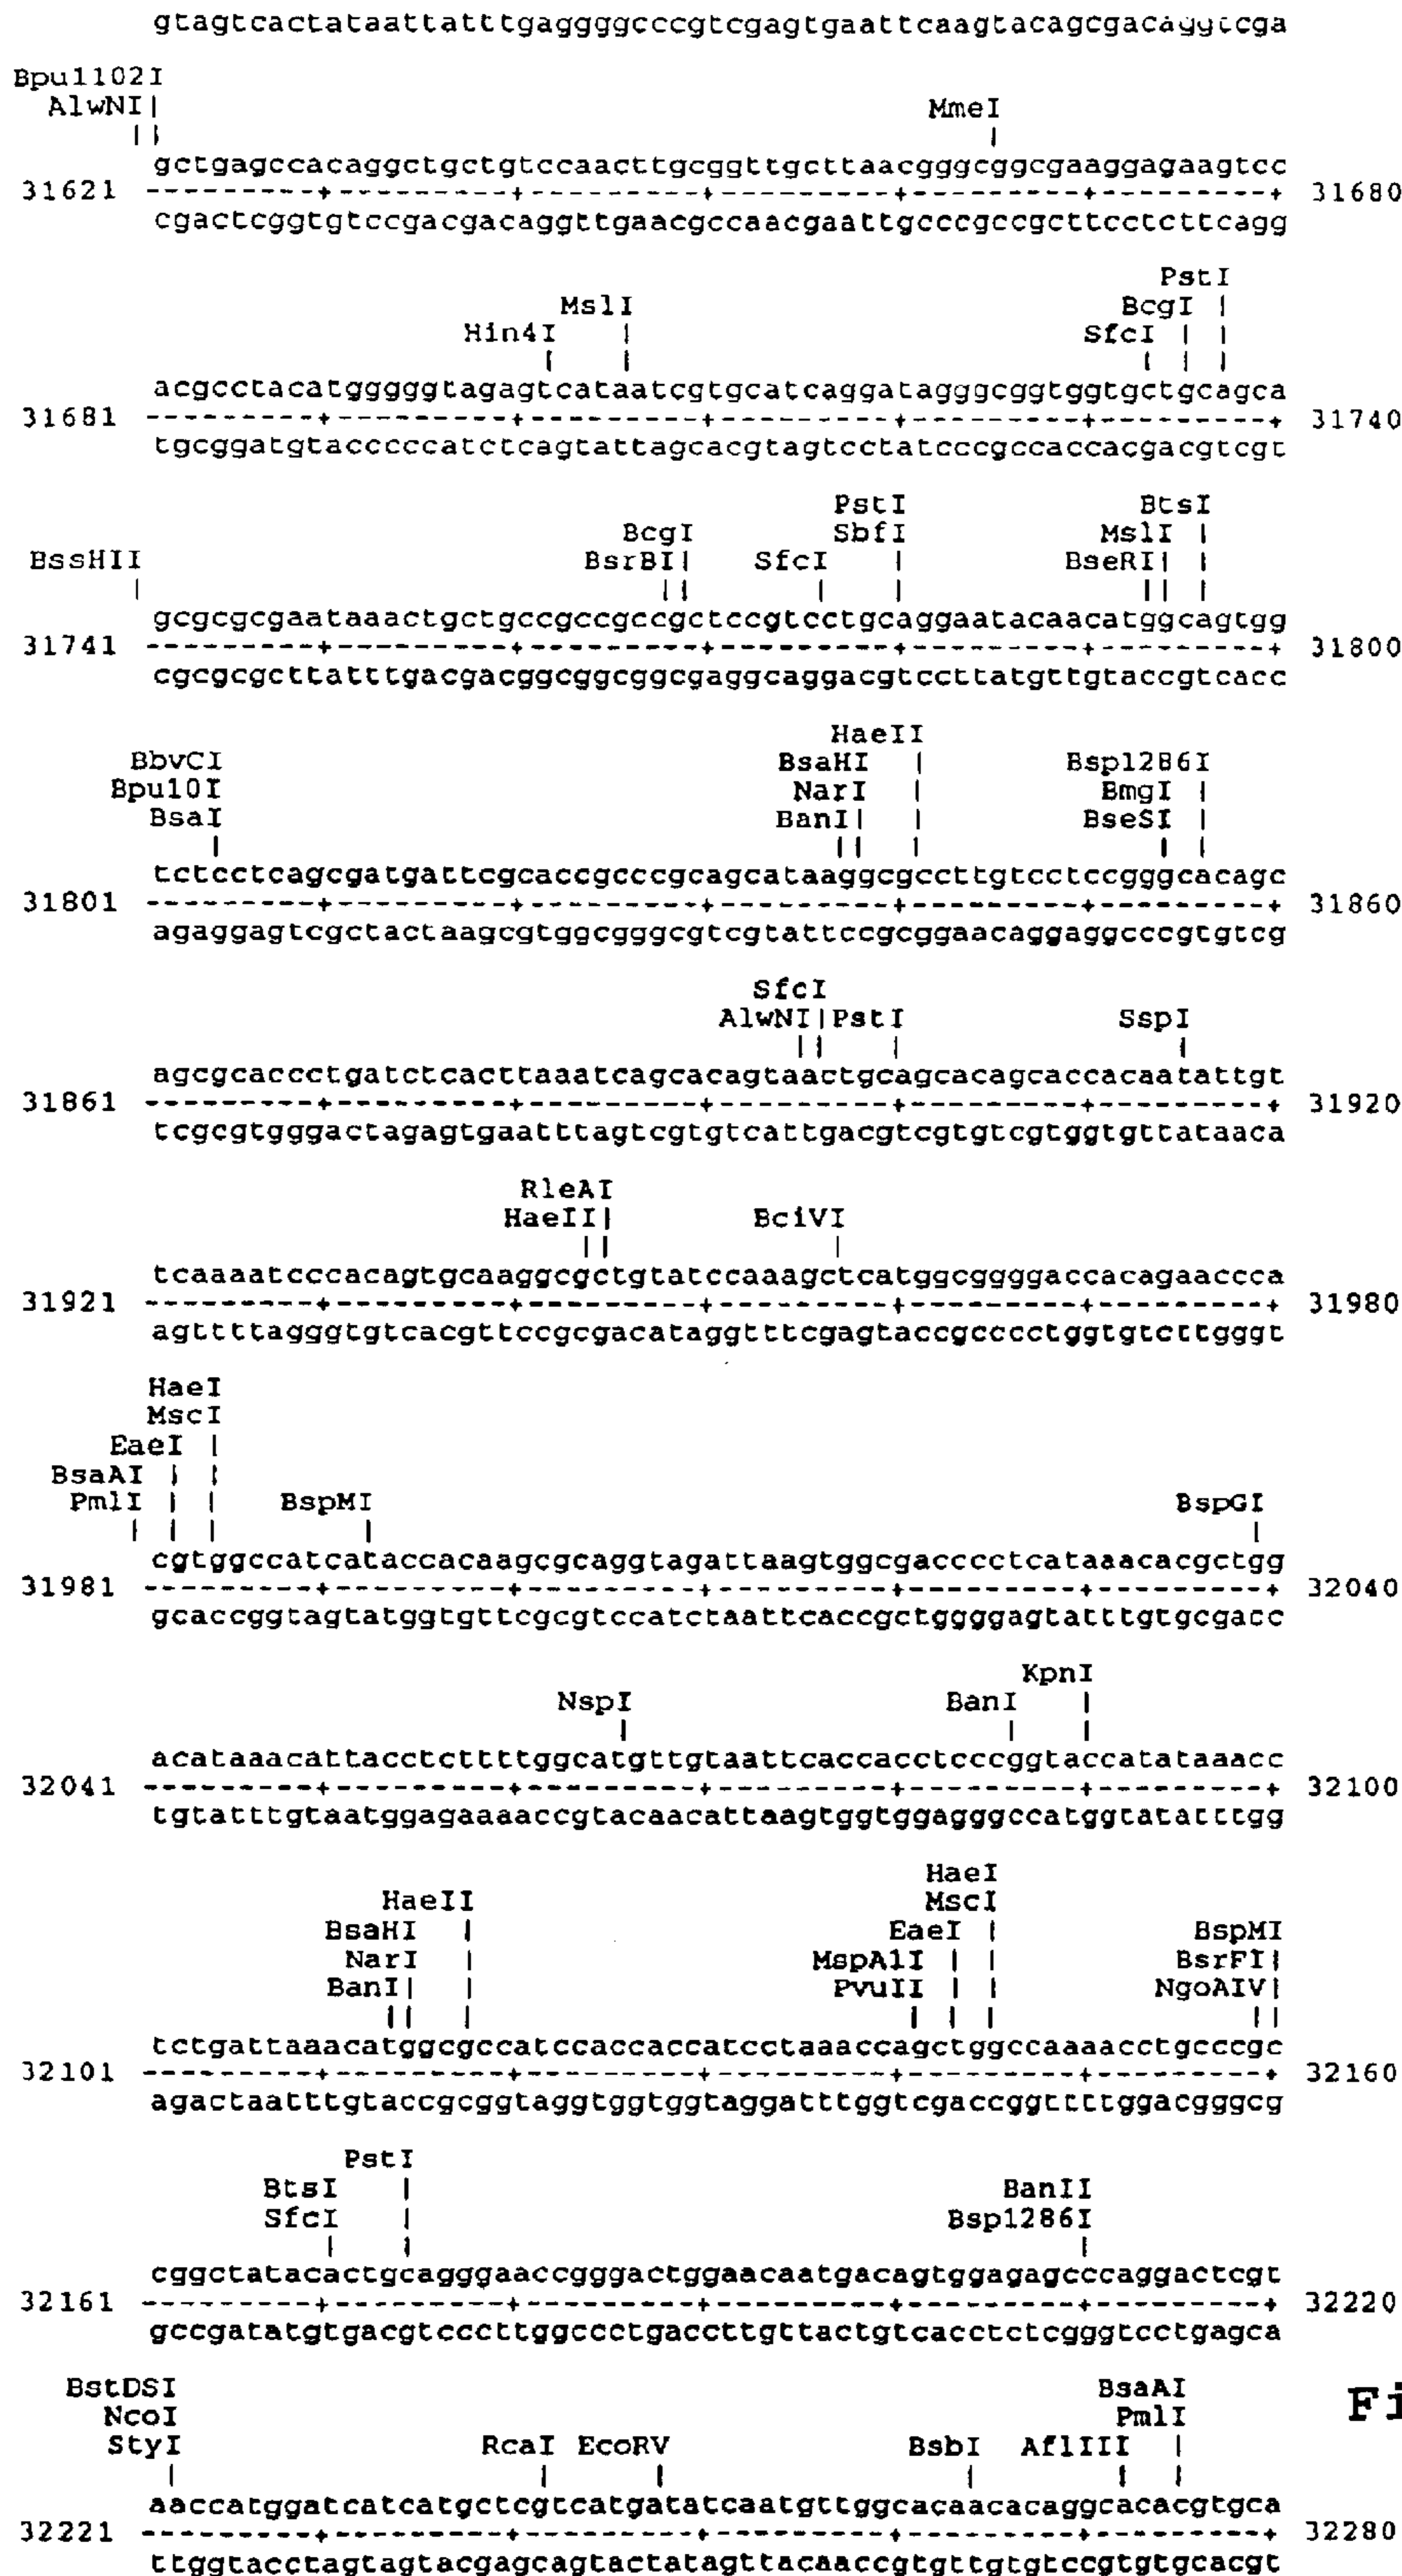 gtagtcactataattatttgaggggcccgtcgagtgaattcaagtacagcgacaggtcga
Bpu1102I
AlwNI|
MmeI
gctgagccacaggctgctgtccaacttgcggttgcttaacgggcggcgaaggagaagtcc
31621 ---------+---------+---------+---------+---------+---------+ 31680
cgactcggtgtccgacgacaggttgaacgccaacgaattgcccgccgcttcctcttcagg
PstI
MslI BcgI |
Hin4I | SfcI | |
acgcctacatgggggtagagtcataatcgtgcatcaggatagggcggtggtgctgcagca
31681 ---------+---------+---------+---------+---------+---------+ 31740
tgcggatgtacccccatctcagtattagcacgtagtcctatcccgccaccacgacgtcgt
PstI BtsI
BcgI SbfI MslI |
BssHII BsrBI| SfcI | BseRI| |
gcgcgcgaataaactgctgccgccgccgctccgtcctgcaggaatacaacatggcagtgg
31741 ---------+---------+---------+---------+---------+---------+ 31800
cgcgcgcttatttgacgacggcggcggcgaggcaggacgtccttatgttgtaccgtcacc
HaeII
BbvCI BsaHI | Bsp1286I
Bpu10I NarI | BmgI |
BsaI BanI| | BseSI |
tctcctcagcgatgattcgcaccgcccgcagcataaggcgccttgtcctccgggcacagc
31801 ---------+---------+---------+---------+---------+---------+ 31860
agaggagtcgctactaagcgtggcgggcgtcgtattccgcggaacaggaggcccgtgtcg
SfcI
AlwNI|PstI SspI
agcgcaccctgatctcacttaaatcagcacagtaactgcagcacagcaccacaatattgt
31861 ---------+---------+---------+---------+---------+---------+ 31920
tcgcgtgggactagagtgaatttagtcgtgtcattgacgtcgtgtcgtggtgttataaca
RleAI
HaeII| BciVI
tcaaaatcccacagtgcaaggcgctgtatccaaagctcatggcggggaccacagaaccca
31921 ---------+---------+---------+---------+---------+---------+ 31980
agttttagggtgtcacgttccgcgacataggtttcgagtaccgcccctggtgtcttgggt
HaeI
MscI
EaeI |
BsaAI | |
PmlI | | BspMI BspGI
cgtggccatcataccacaagcgcaggtagattaagtggcgacccctcataaacacgctgg
31981 ---------+---------+---------+---------+---------+---------+ 32040
gcaccggtagtatggtgttcgcgtccatctaattcaccgctggggagtatttgtgcgacc
KpnI
NspI BanI |
acataaacattacctcttttggcatgttgtaattcaccacctcccggtaccatataaacc
32041 ---------+---------+---------+---------+---------+---------+ 32100
tgtatttgtaatggagaaaaccgtacaacattaagtggtggagggccatggtatatttgg
HaeI
HaeII MscI
BsaHI | EaeI | BspMI
NarI | MspA1I | | BsrFI|
BanI| | PvuII | | NgoAIV|
tctgattaaacatggcgccatccaccaccatcctaaaccagctggccaaaacctgcccgc
32101 ---------+---------+---------+---------+---------+---------+ 32160
agactaatttgtaccgcggtaggtggtggtaggatttggtcgaccggttttggacgggcg
PstI
BtsI | BanII
SfcI | Bsp1286I
cggctatacactgcagggaaccgggactggaacaatgacagtggagagcccaggactcgt
32161 ---------+---------+---------+---------+---------+---------+ 32220
gccgatatgtgacgtcccttggccctgaccttgttactgtcacctctcgggtcctgagca
BstDSI BsaAI
NcoI PmlI
Fi
StyI RcaI EcoRV BsbI AflIII |
aaccatggatcatcatgctcgtcatgatatcaatgttggcacaacacaggcacacgtgca
32221 ---------+---------+---------+---------+---------+---------+ 32280
ttggtacctagtagtacgagcagtactatagttacaaccgtgttgtgtccgtgtgcacgt